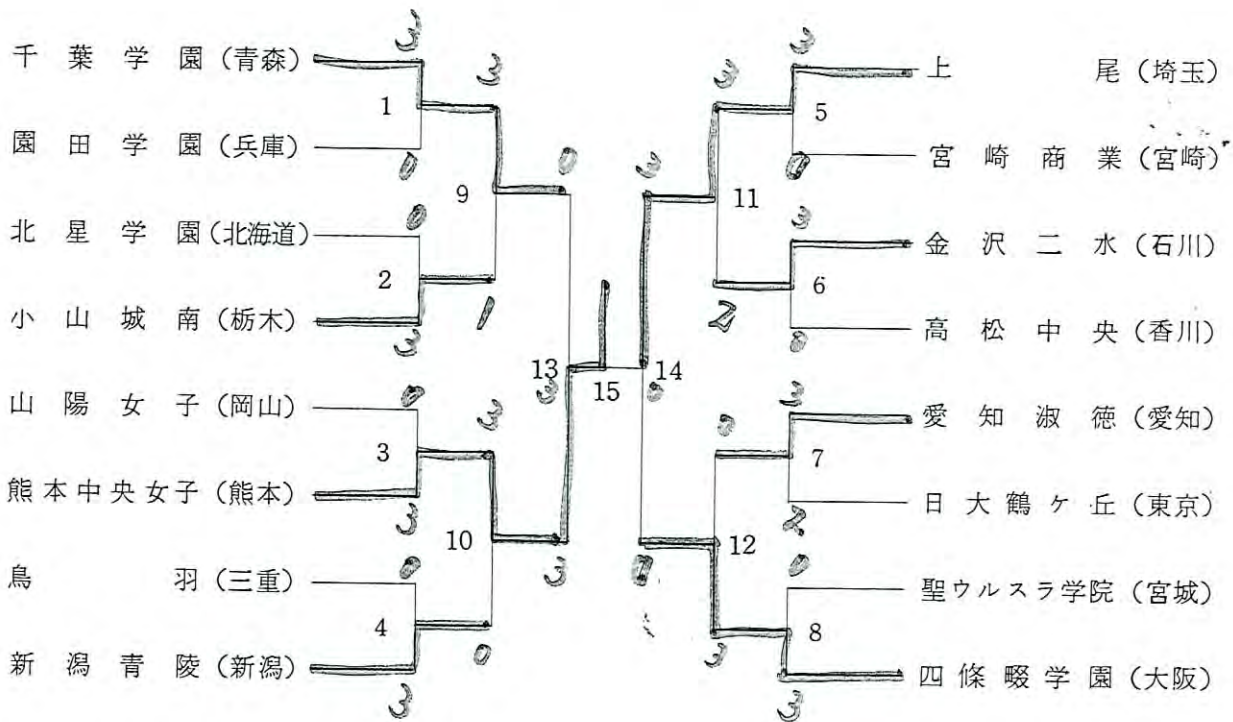 千葉学園(青森)
園田学園(兵庫)
北星学園(北海道)
小山城南(栃木)
山陽女子(岡山)
熊本中央女子(熊本)
鳥羽(三重)
新潟青陵(新潟)
3
1
0
0
2
3
0
3
3
0
4
3
3
9
1
3
10
0
0
13
3
3
15
3
14
0
0
3
11
2
0
12
3
3
5
0
3
6
0
3
7
2
0
8
3
上尾(埼玉)
宮崎商業(宮崎)
金沢二水(石川)
高松中央(香川)
愛知淑徳(愛知)
日大鶴ケ丘(東京)
聖ウルスラ学院(宮城)
四條畷学園(大阪)